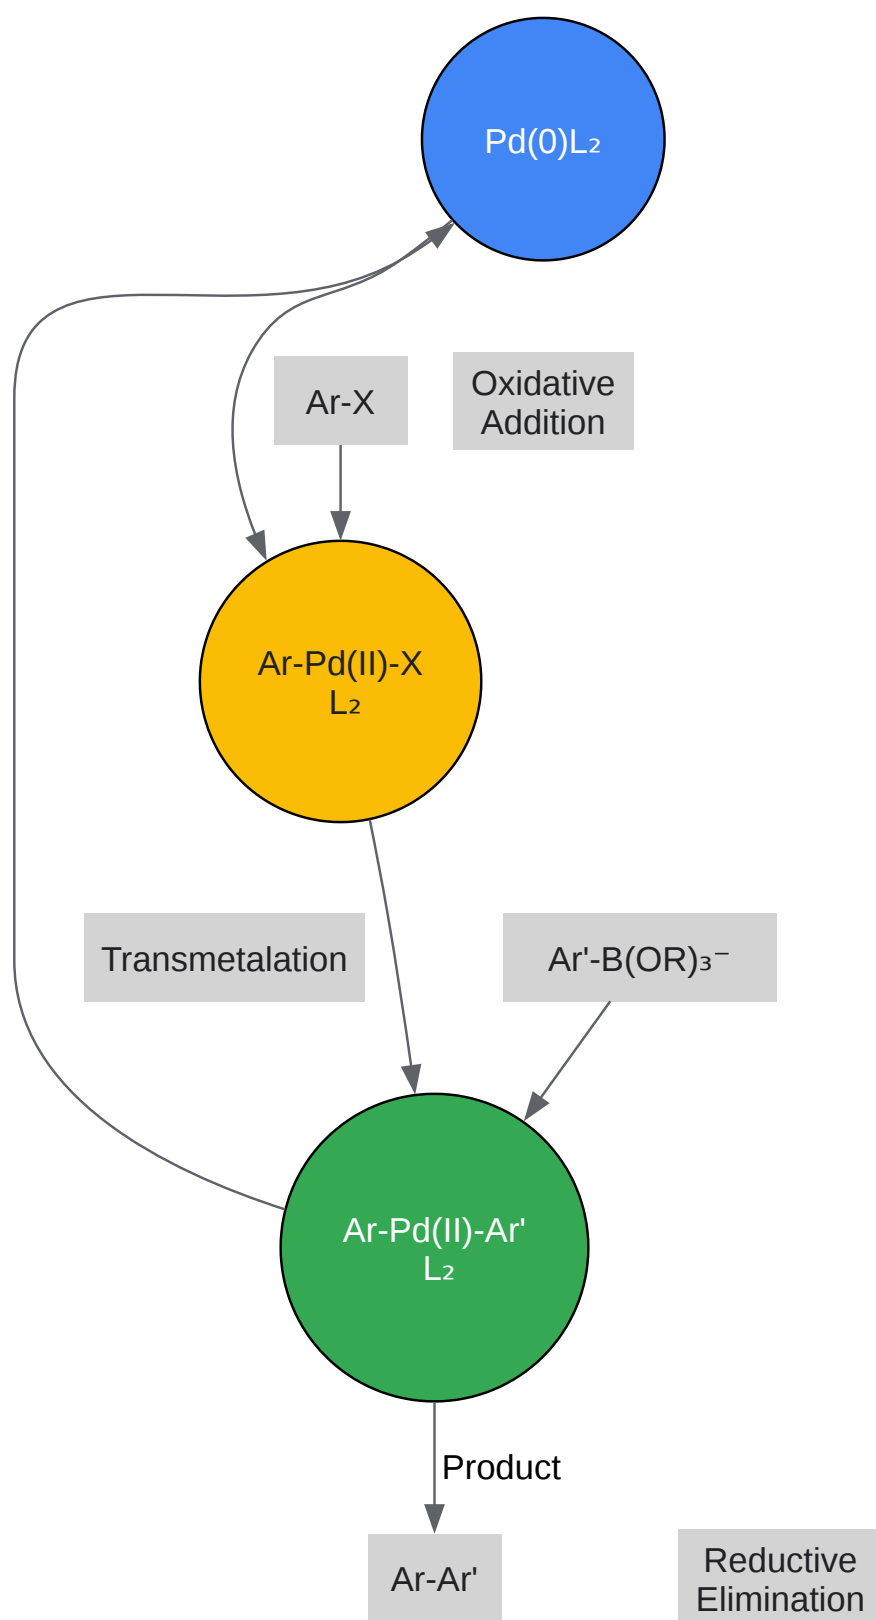 Pd(0)L₂
Ar-X
Oxidative
Addition
Ar-Pd(II)-X
L₂
Transmetalation
Ar'-B(OR)₃⁻
Ar-Pd(II)-Ar'
L₂
Product
Ar-Ar'
Reductive
Elimination